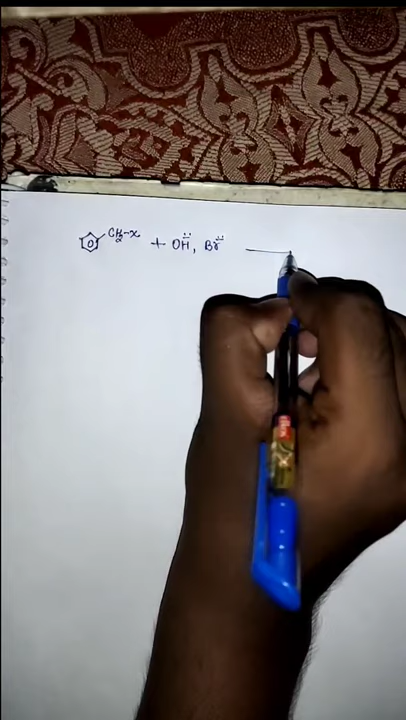 CH₂-x + OH, Br